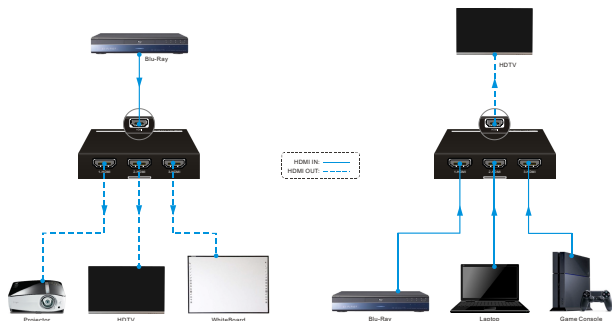 Blu-Ray
HDTV
HDMI IN:
HDMI OUT:
Projector
HDTV
WhiteBoard
Blu-Ray
Laptop
Game Console